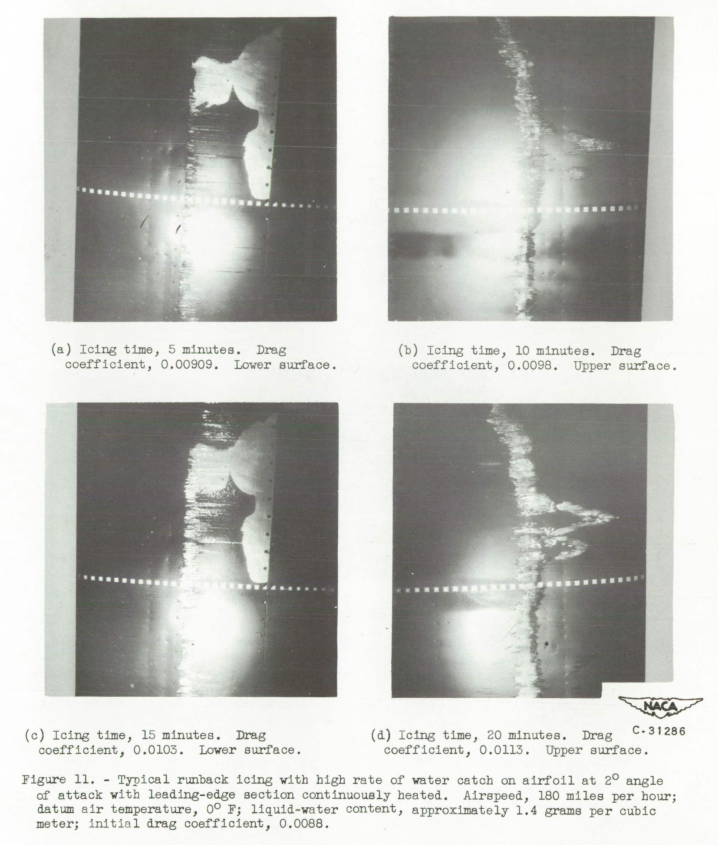 (a) Icing time, 5 minutes. Drag
coefficient, 0.00909. Lower surface.
(b) Icing time, 10 minutes. Drag
coefficient, 0.0098. Upper surface.
(c) Icing time, 15 minutes. Drag
coefficient, 0.0103. Lower surface.
NACA
C-31286
(d) Icing time, 20 minutes. Drag
coefficient, 0.0113. Upper surface.
Figure 11. - Typical runback icing with high rate of water catch on airfoil at 2° angle
of attack with leading-edge section continuously heated. Airspeed, 180 miles per hour;
datum air temperature, 0° F; liquid-water content, approximately 1.4 grams per cubic
meter; initial drag coefficient, 0.0088.